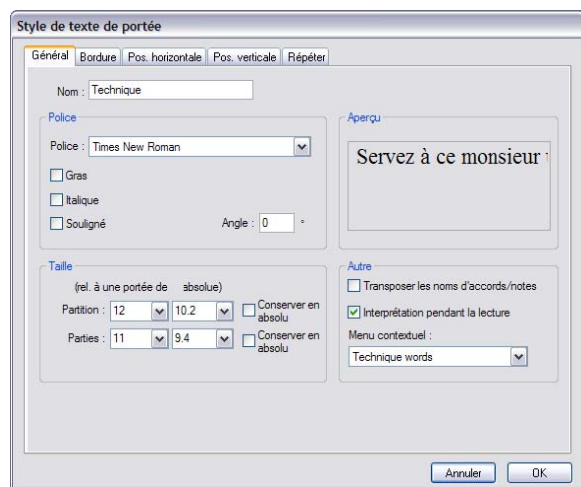 Style de texte de portée
Général Bordure Pos. horizontale Pos. verticale Répéter
Nom : Technique
Police
Police : Times New Roman
Gras
Italique
Souligné
Angle : 0 °
Aperçu
Servez à ce monsieur
Taille
(rel. à une portée de absolue)
Partition : 12 10.2 Conserver en
absolu
Parties : 11 9.4 Conserver en
absolu
Autre
Transposer les noms d'accords/notes
Interprétation pendant la lecture
Menu contextuel :
Technique words
Annuler OK